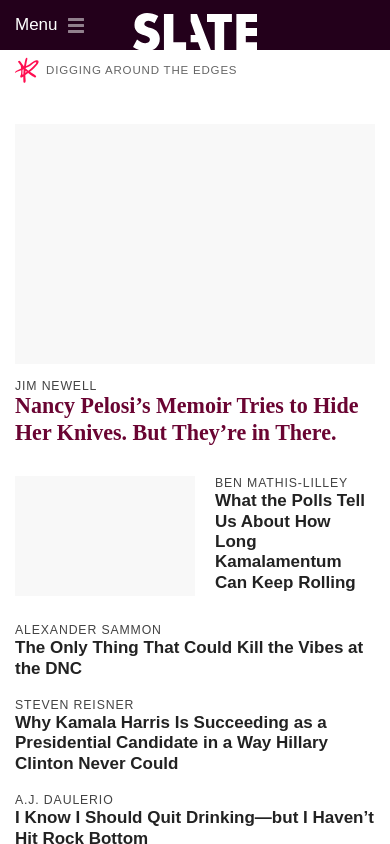 Menu
SLATE
DIGGING AROUND THE EDGES
JIM NEWELL
Nancy Pelosi’s Memoir Tries to Hide
Her Knives. But They’re in There.
BEN MATHIS-LILLEY
What the Polls Tell
Us About How
Long
Kamalamentum
Can Keep Rolling
ALEXANDER SAMMON
The Only Thing That Could Kill the Vibes at
the DNC
STEVEN REISNER
Why Kamala Harris Is Succeeding as a
Presidential Candidate in a Way Hillary
Clinton Never Could
A.J. DAULERIO
I Know I Should Quit Drinking—but I Haven’t
Hit Rock Bottom